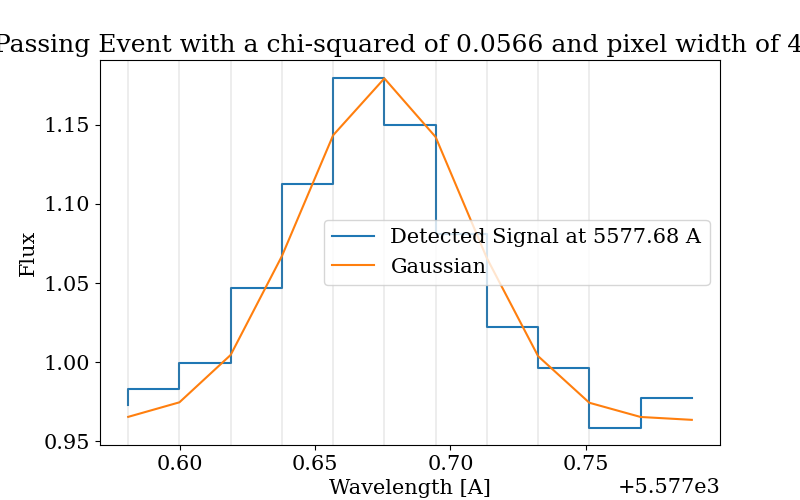 Passing Event with a chi-squared of 0.0566 and pixel width of 4
1.15
1.10
1.05
1.00
0.95
Flux
Detected Signal at 5577.68 A
Gaussian
0.60 0.65 0.70 0.75
+5.577e3
Wavelength [A]